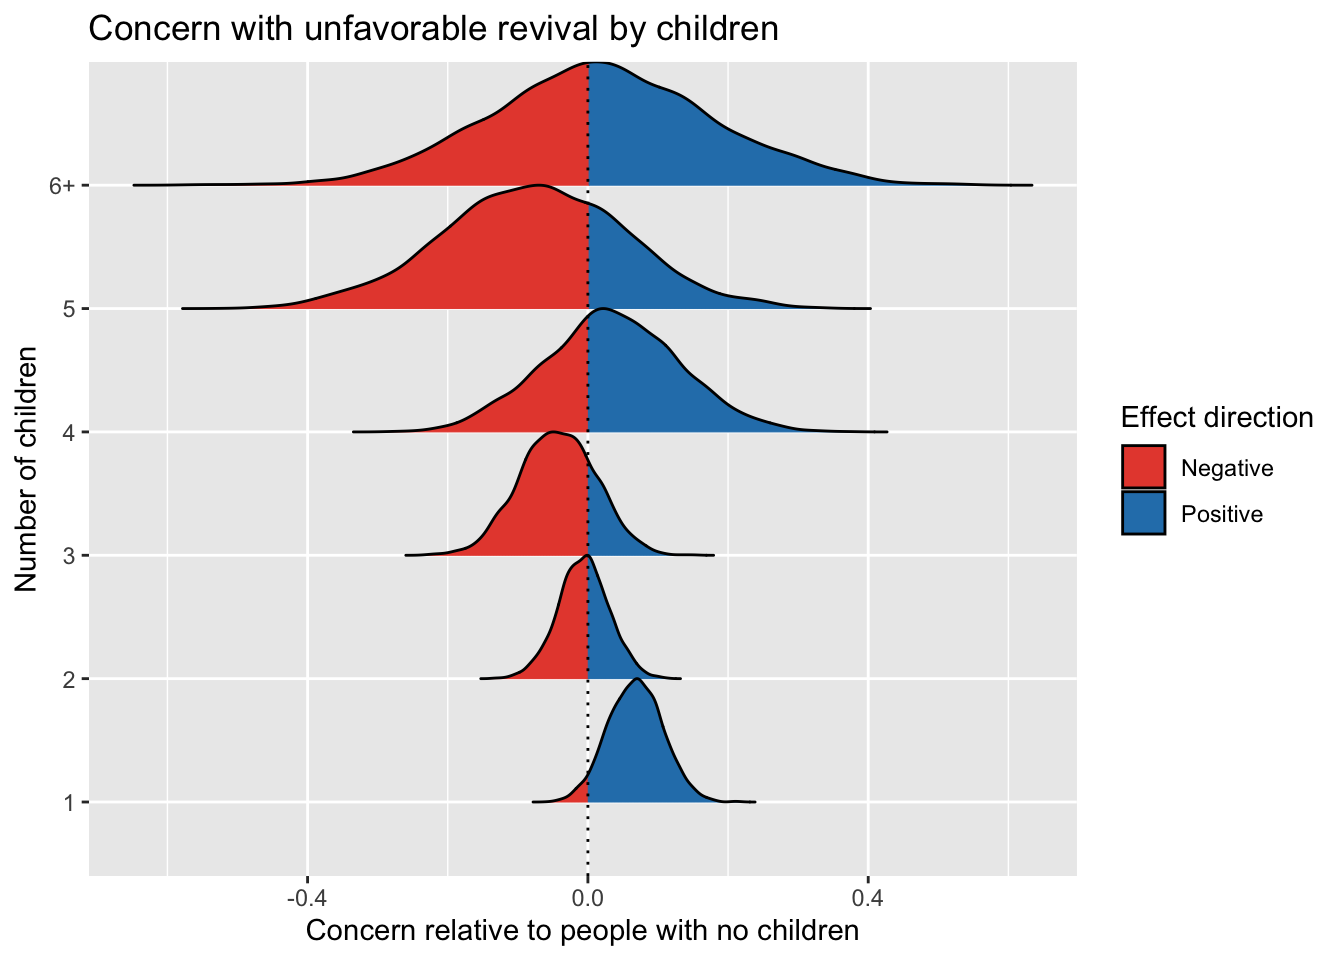 Concern with unfavorable revival by children
Number of children
6+
5
4
3
2
1
-0.4
0.0
0.4
Concern relative to people with no children
Effect direction
Negative
Positive